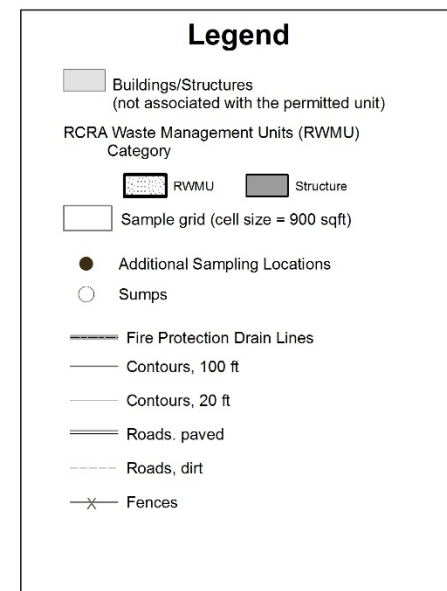 Legend
Buildings/Structures
(not associated with the permitted unit)
RCRA Waste Management Units (RWMU)
Category
RWMU Structure
Sample grid (cell size = 900 sqft)
Additional Sampling Locations
Sumps
Fire Protection Drain Lines
Contours, 100 ft
Contours, 20 ft
Roads. paved
Roads, dirt
Fences